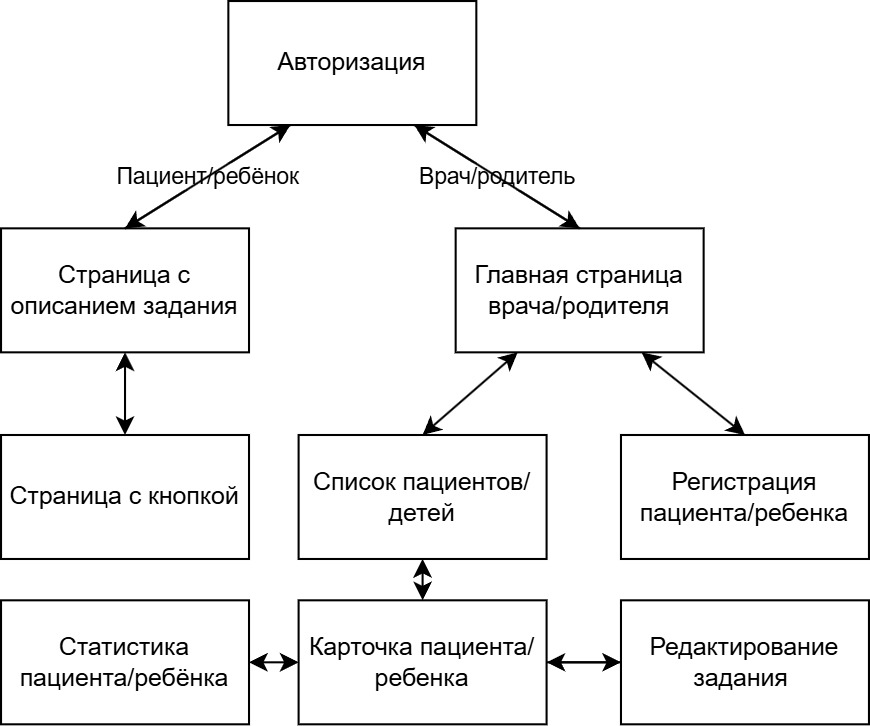 Авторизация
Пациент/ребёнок
Врач/родитель
Страница с
описанием задания
Главная страница
врача/родителя
Страница с кнопкой
Список пациентов/
детей
Регистрация
пациента/ребенка
Статистика
пациента/ребёнка
Карточка пациента/
ребенка
Редактирование
задания